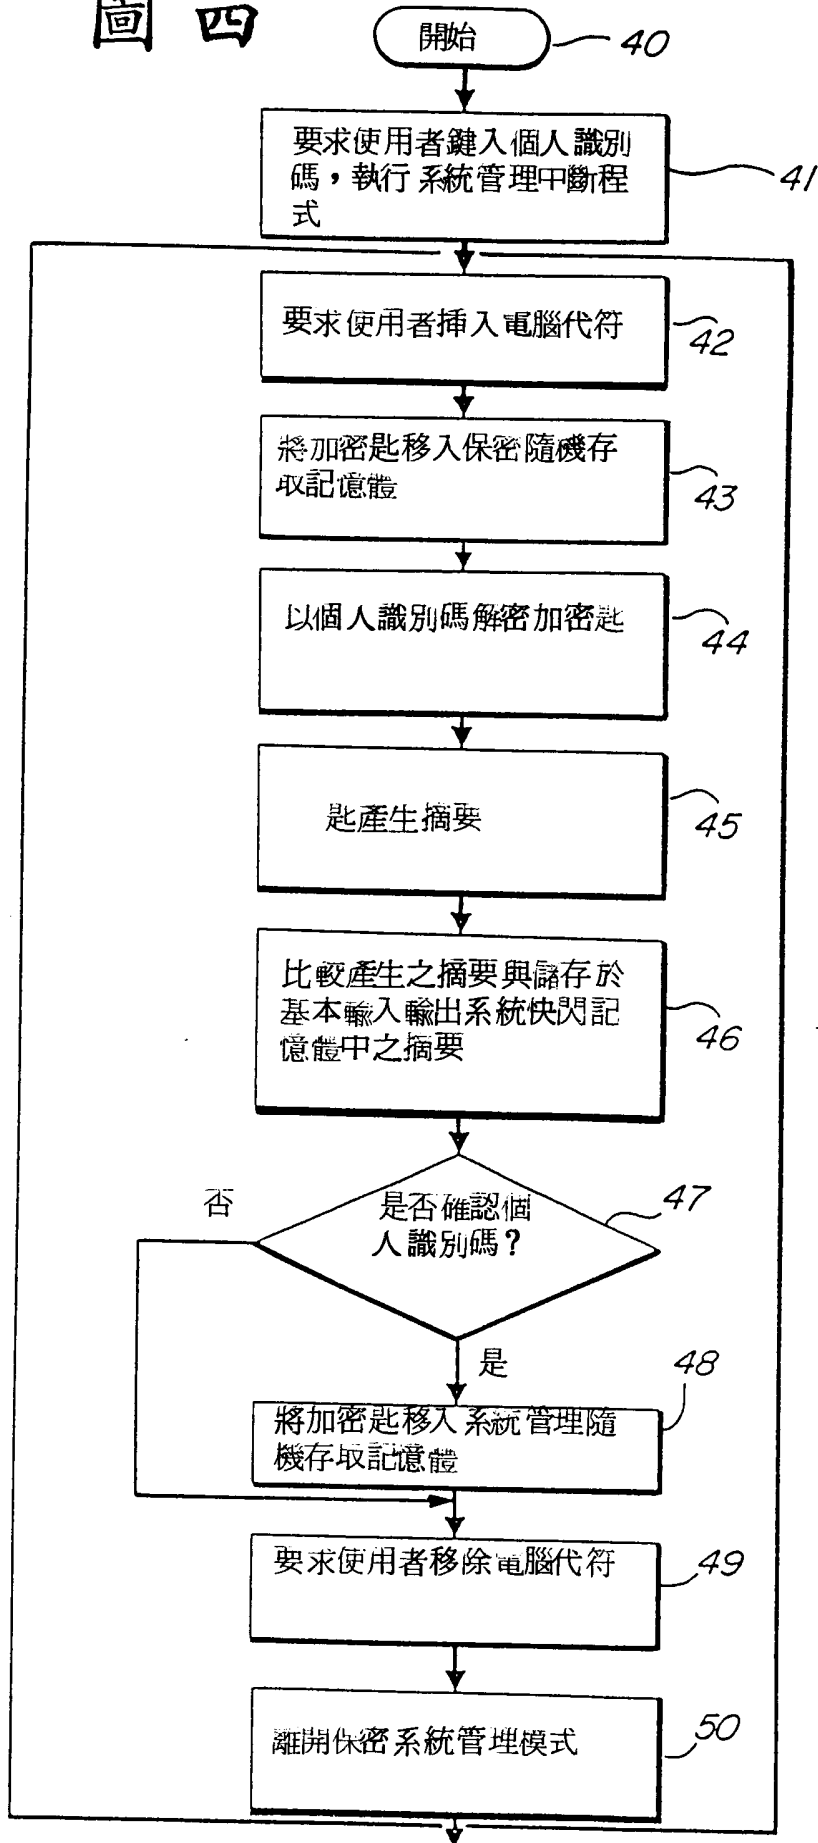 圖四
開始
40
要求使用者鍵入個人識別
碼，執行系統管理中斷程
式
41
要求使用者插入電腦代符
42
將加密匙移入保密隨機存
取記憶體
43
以個人識別碼解密加密匙
44
匙產生摘要
45
比較產生之摘要與儲存於
基本輸入輸出系統快閃記
憶體中之摘要
46
是否確認個
人識別碼?
47
否
是
將加密匙移入系統管理隨
機存取記憶體
48
要求使用者移除電腦代符
49
離開保密系統管理模式
50